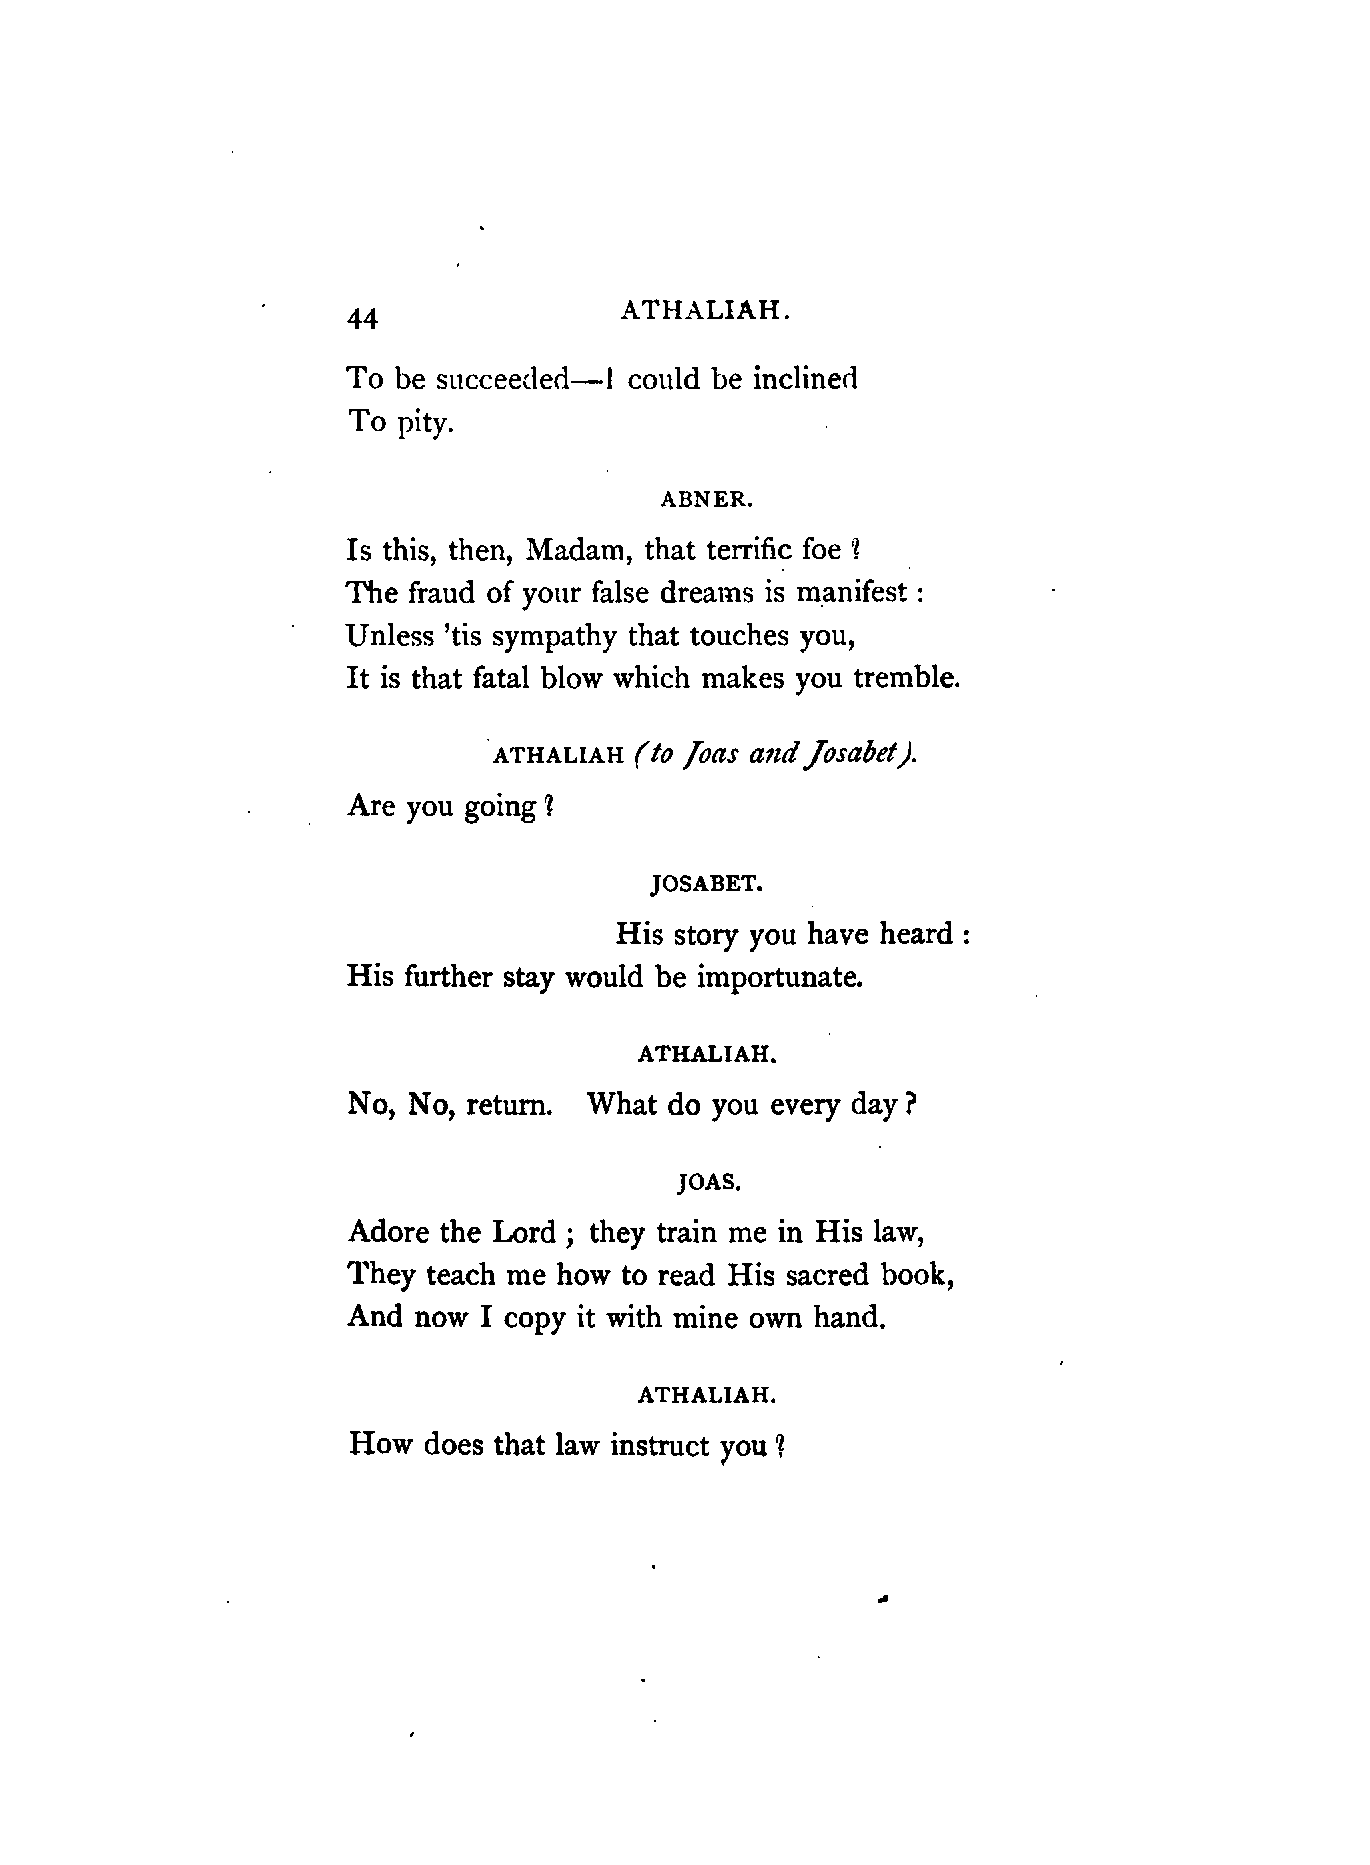 44 ATHALIAH.
To be succeeded—I could be inclined
To pity.
ABNER.
Is this, then, Madam, that terrific foe?
The fraud of your false dreams is manifest:
Unless 'tis sympathy that touches you,
It is that fatal blow which makes you tremble.
ATHALIAH (to Joas and Josabet).
Are you going?
JOSABET.
His story you have heard:
His further stay would be importunate.
ATHALIAH.
No, No, return. What do you every day?
JOAS.
Adore the Lord; they train me in His law,
They teach me how to read His sacred book,
And now I copy it with mine own hand.
ATHALIAH.
How does that law instruct you?